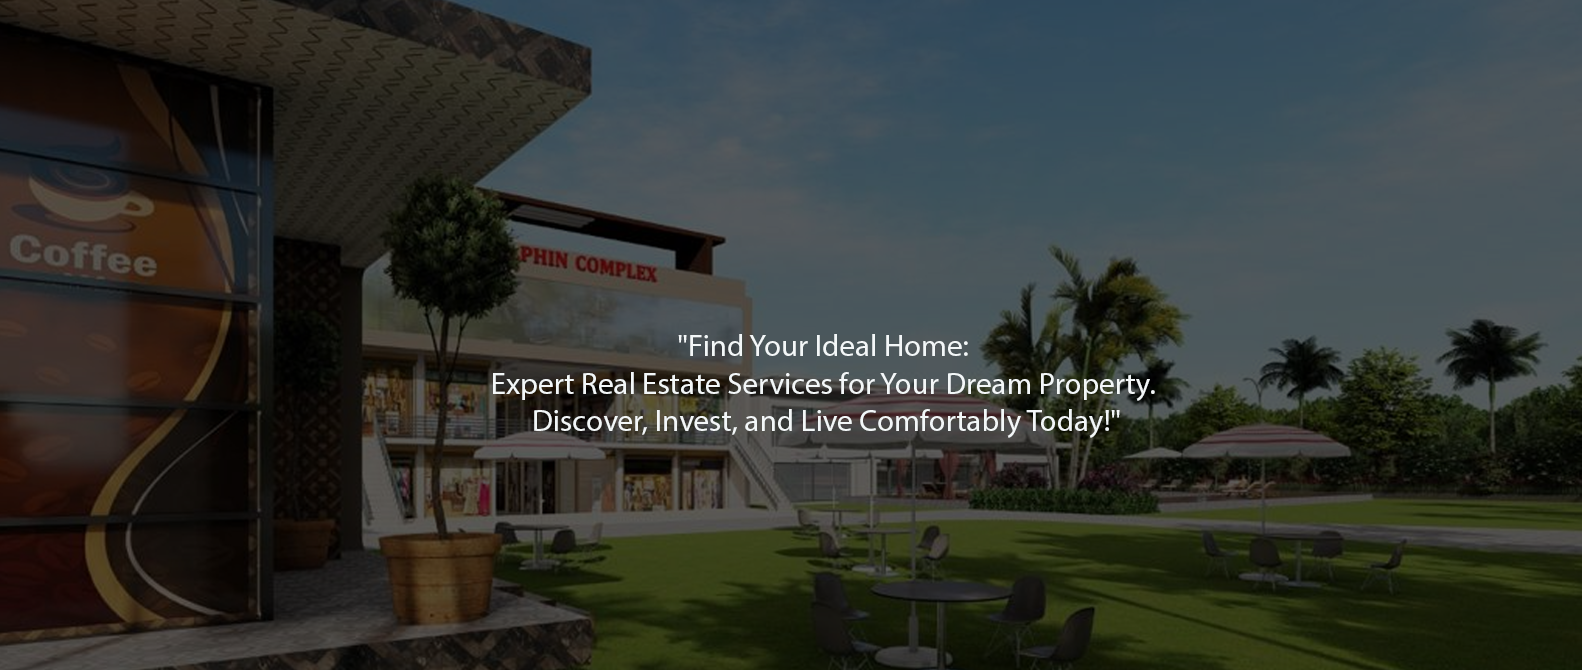 Coffee
PHIN COMPLEX
"Find Your Ideal Home:
Expert Real Estate Services for Your Dream Property.
Discover, Invest, and Live Comfortably Today!"